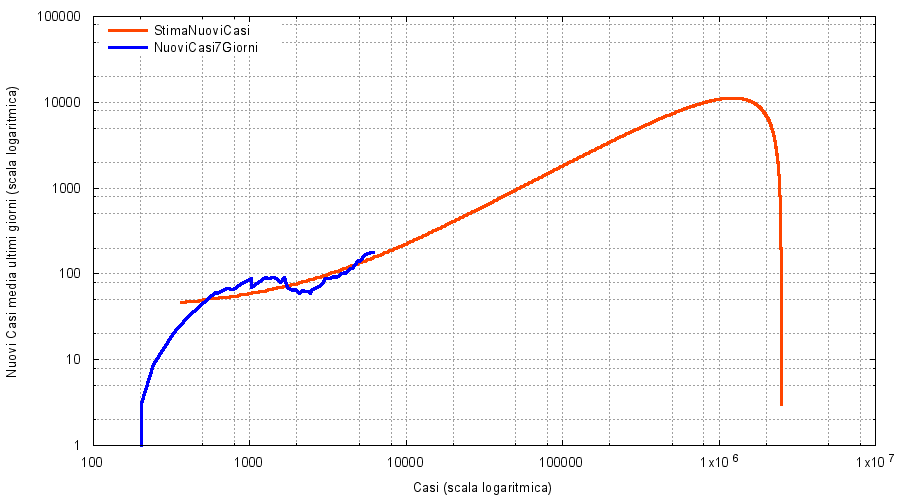 100000
StimaNuoviCasi
NuoviCasi7Giorni
10000
1000
100
10
1
Nuovi Casi media ultimi giorni (scala logaritmica)
100 1000 10000 100000 1x10 6 1x10 7
Casi (scala logaritmica)